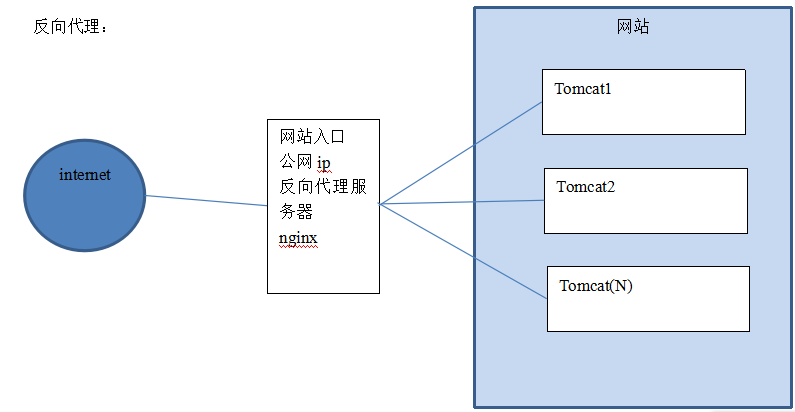 反向代理：
网站
internet
网站入口
公网 ip
反向代理服
务器
nginx
Tomcat1
Tomcat2
Tomcat(N)